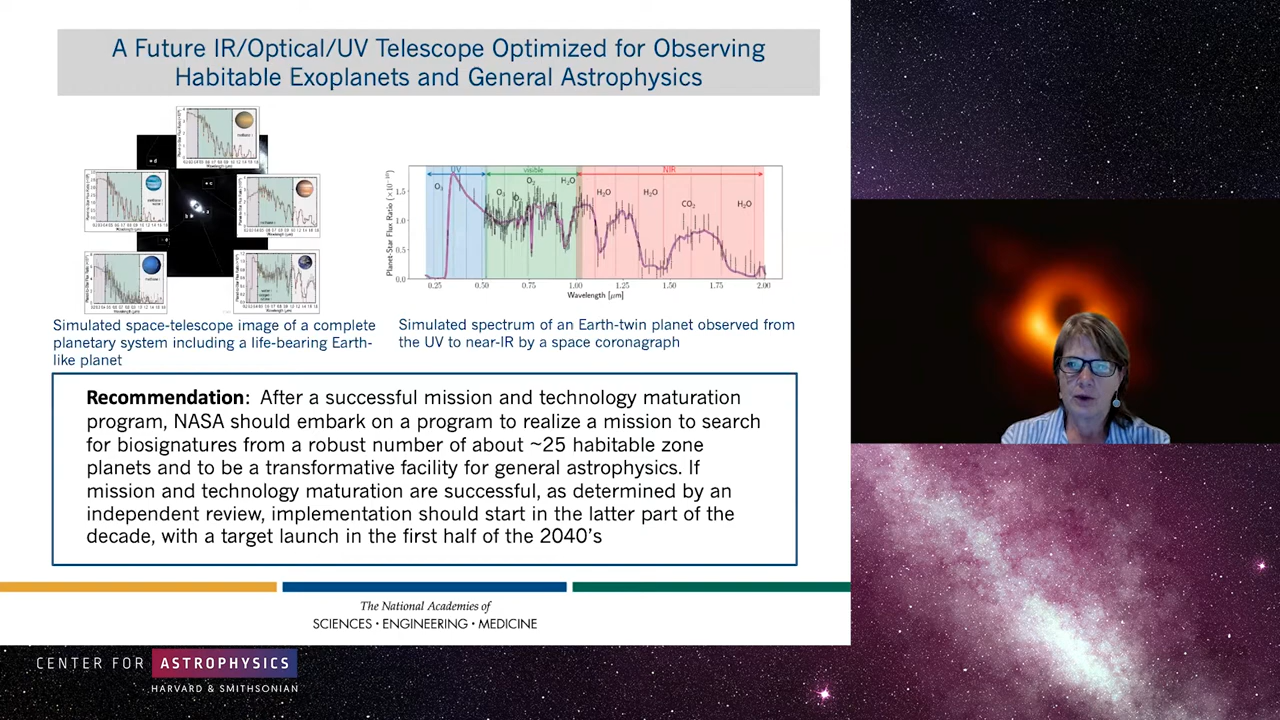 A Future IR/Optical/UV Telescope Optimized for Observing
Habitable Exoplanets and General Astrophysics
UV visible NIR
O3 O3 O2 H2O H2O H2O CO2 H2O
Planet-Star Flux Ratio (×10⁻¹⁰)
1.5
1.0
0.5
0.0
0.25 0.50 0.75 1.00 1.25 1.50 1.75 2.00
Wavelength [μm]
Simulated space-telescope image of a complete
planetary system including a life-bearing Earth-
like planet
Simulated spectrum of an Earth-twin planet observed from
the UV to near-IR by a space coronagraph
Recommendation: After a successful mission and technology maturation
program, NASA should embark on a program to realize a mission to search
for biosignatures from a robust number of about ~25 habitable zone
planets and to be a transformative facility for general astrophysics. If
mission and technology maturation are successful, as determined by an
independent review, implementation should start in the latter part of the
decade, with a target launch in the first half of the 2040's
The National Academies of
SCIENCES • ENGINEERING • MEDICINE
CENTER FOR ASTROPHYSICS
HARVARD & SMITHSONIAN